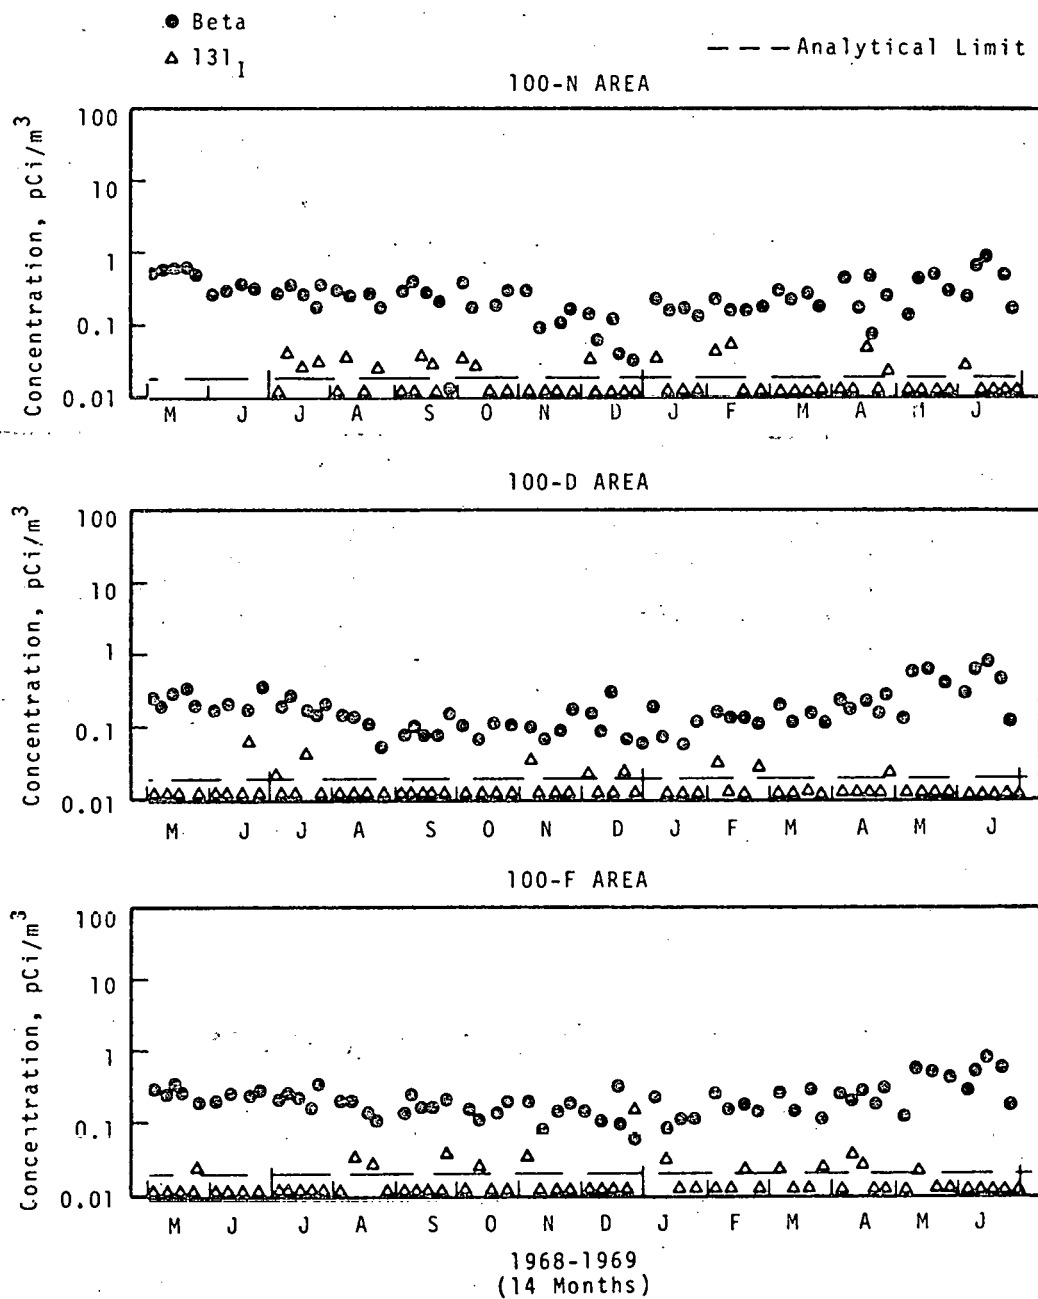 ● Beta
△ 131I
— — — Analytical Limit
100-N AREA
Concentration, pCi/m³
100
10
1
0.1
0.01
M J J A S O N D J F M A M J
100-D AREA
Concentration, pCi/m³
100
10
1
0.1
0.01
M J J A S O N D J F M A M J
100-F AREA
Concentration, pCi/m³
100
10
1
0.1
0.01
M J J A S O N D J F M A M J
1968-1969
(14 Months)